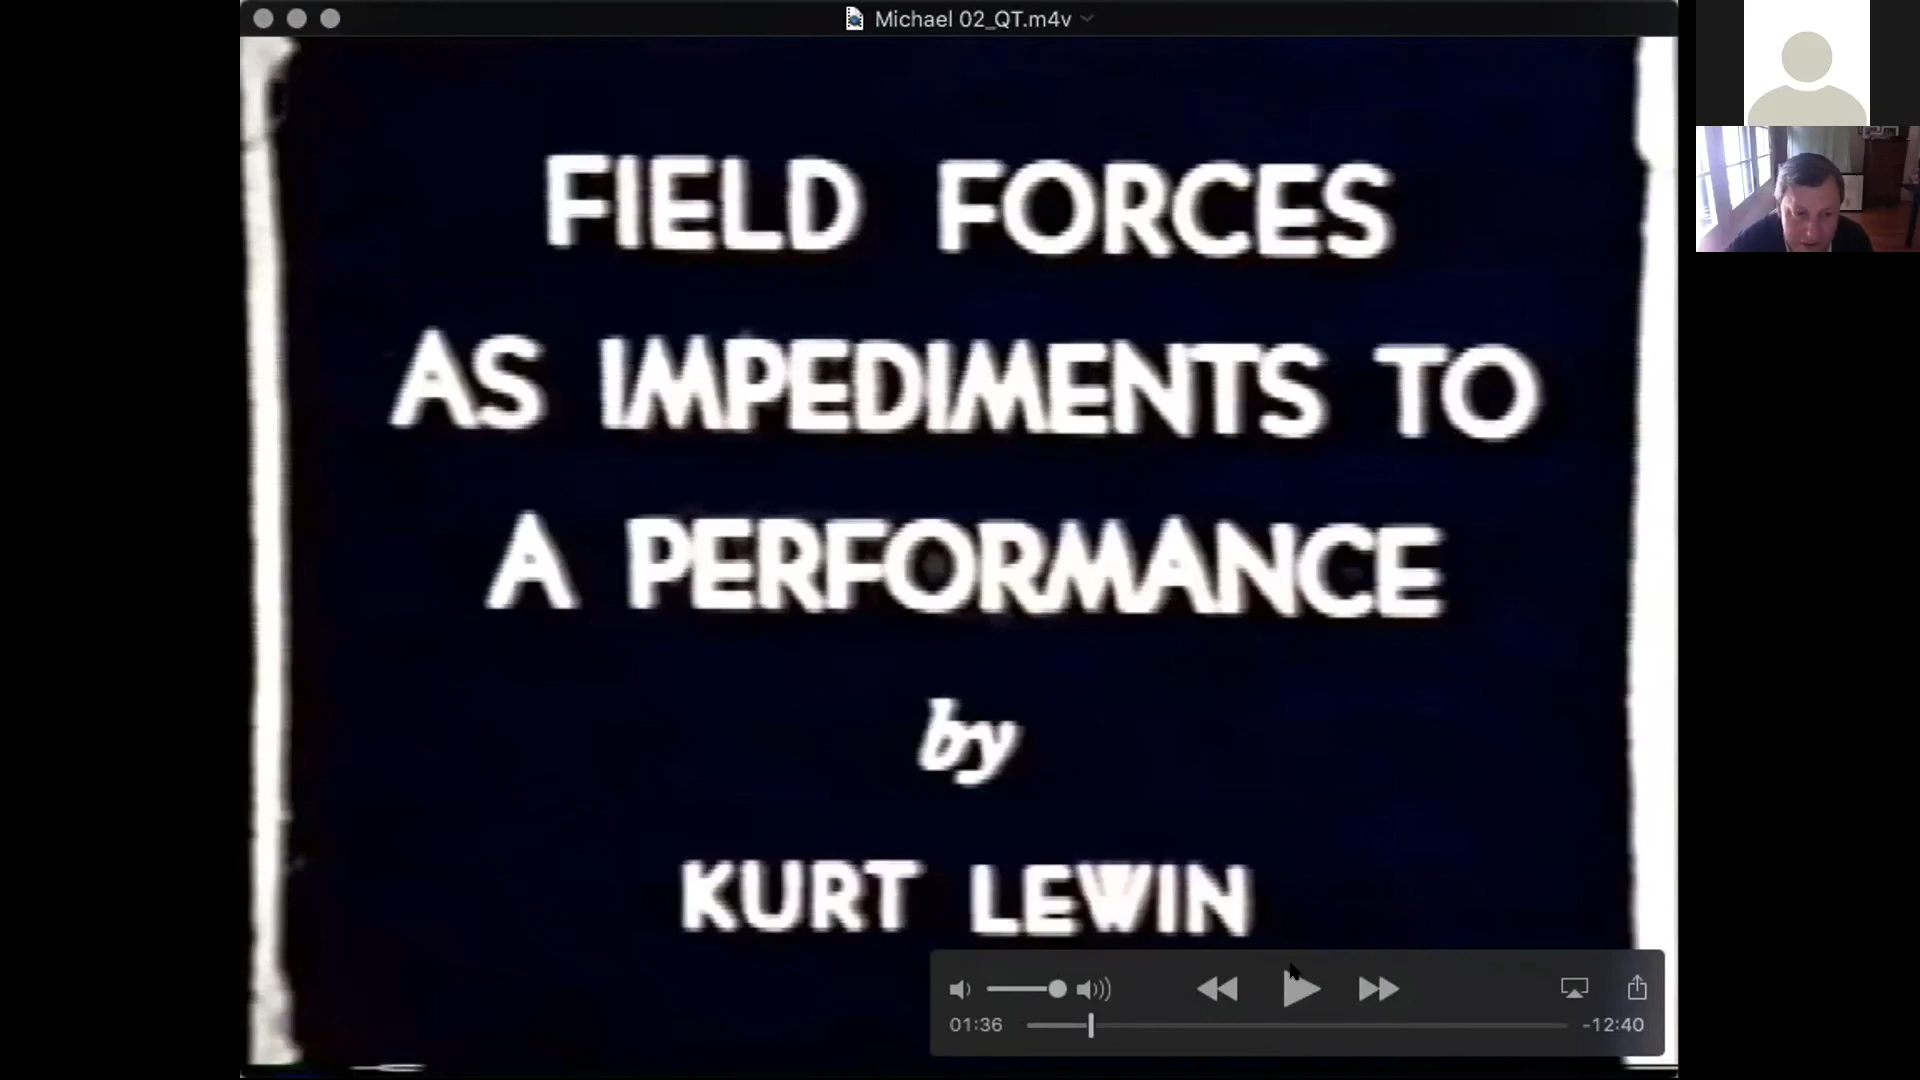 Michael 02_QT.m4v
FIELD FORCES
AS IMPEDIMENTS TO
A PERFORMANCE
by
KURT LEWIN
01:36
-12:40